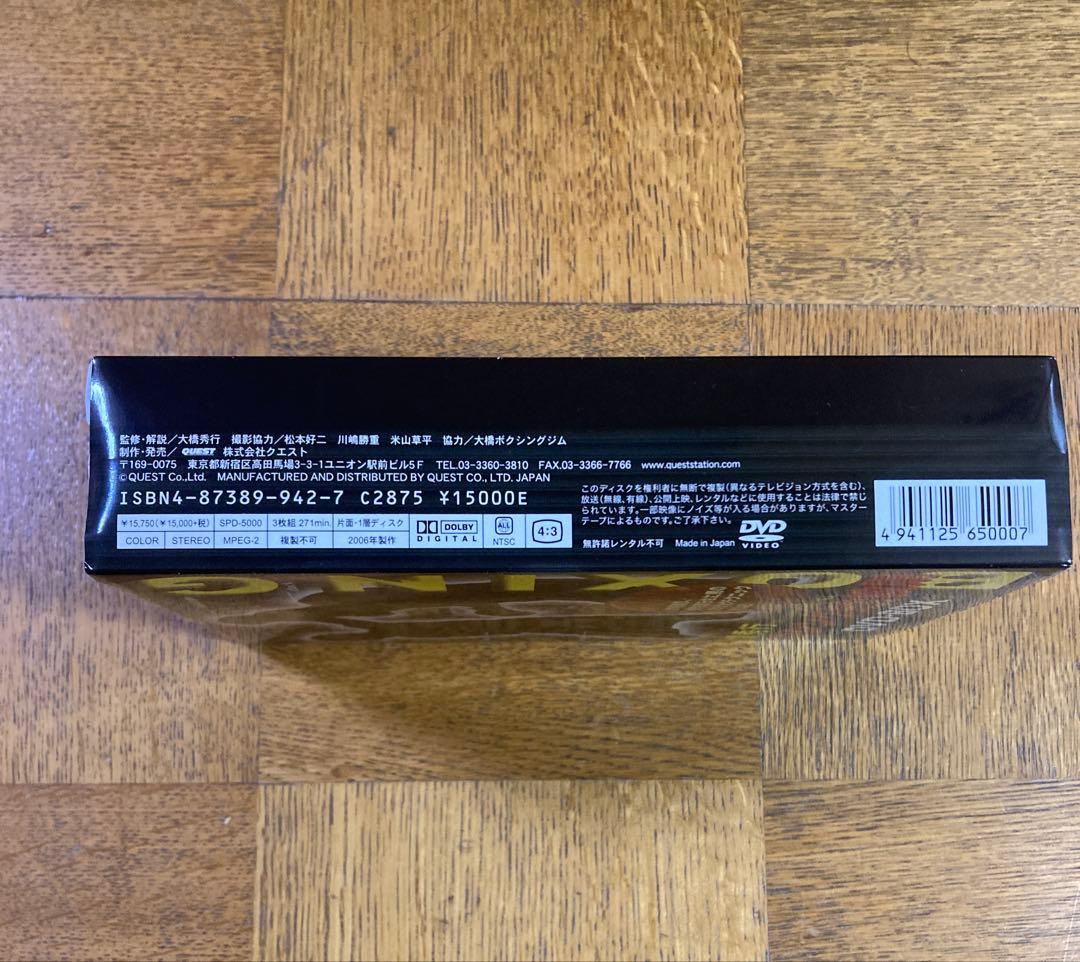 監修・解説／大橋秀行 撮影協力／松本好二 川嶋勝重 米山草平 協力／大橋ボクシングジム
制作・発売／ QUEST 株式会社クエスト
〒169-0075 東京都新宿区高田馬場3-3-1ユニオン駅前ビル5F TEL.03-3360-3810 FAX.03-3366-7766 www.queststation.com
©QUEST Co.,Ltd. MANUFACTURED AND DISTRIBUTED BY QUEST CO., LTD. JAPAN
ISBN4-87389-942-7 C2875 ¥15000E
¥15,750(¥15,000+税) SPD-5000 3枚組 271min. 片面・1層ディスク
COLOR STEREO MPEG-2 複製不可 2006年製作
DOLBY
DIGITAL
ALL
NTSC
4:3
このディスクを権利者に無断で複製(異なるテレビジョン方式を含む)、
放送(無線、有線)、公開上映、レンタルなどに使用することは法律で禁じ
られています。一部映像にノイズ等が入る場合がありますが、マスター
テープによるものです。ご了承下さい。
無許諾レンタル不可 Made in Japan
DVD
VIDEO
4 941125 650007
BOXING